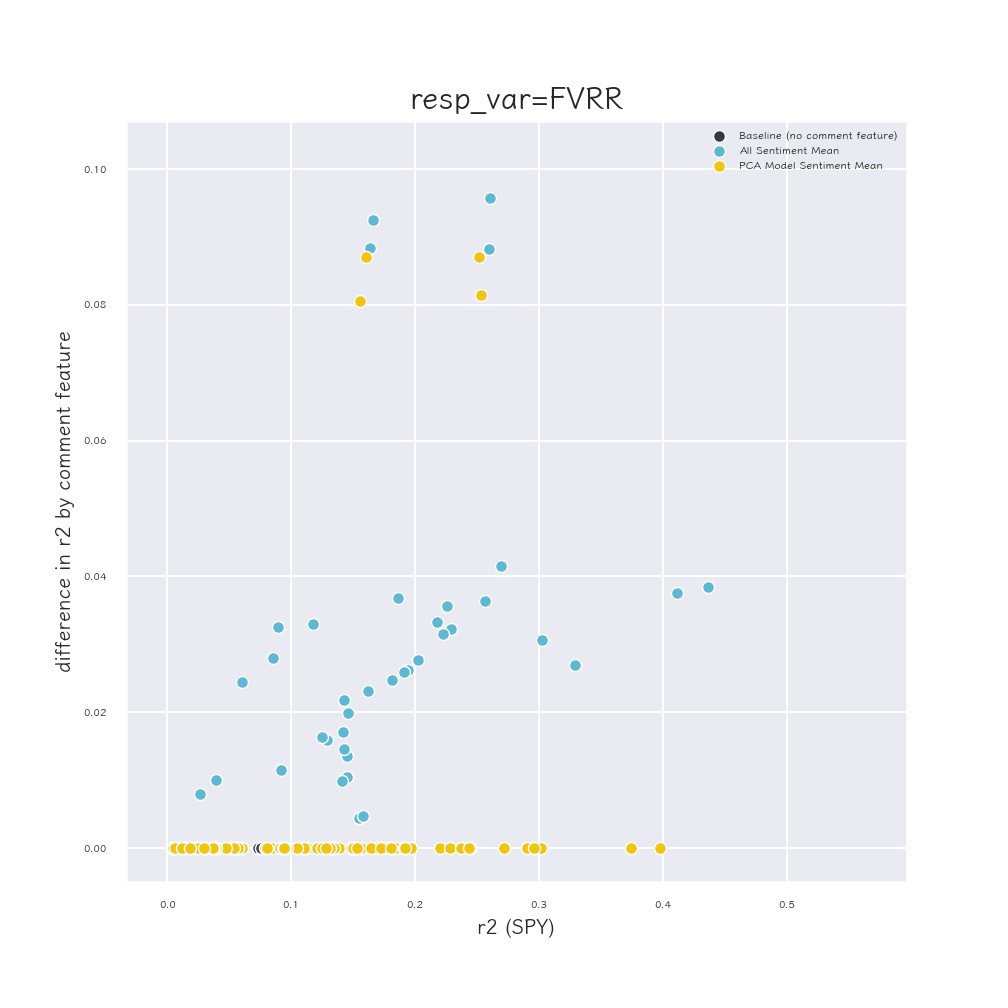 resp_var=FVRR
Baseline (no comment feature)
All Sentiment Mean
PCA Model Sentiment Mean
0.10
0.08
0.06
0.04
0.02
0.00
difference in r2 by comment feature
0.0 0.1 0.2 0.3 0.4 0.5
r2 (SPY)